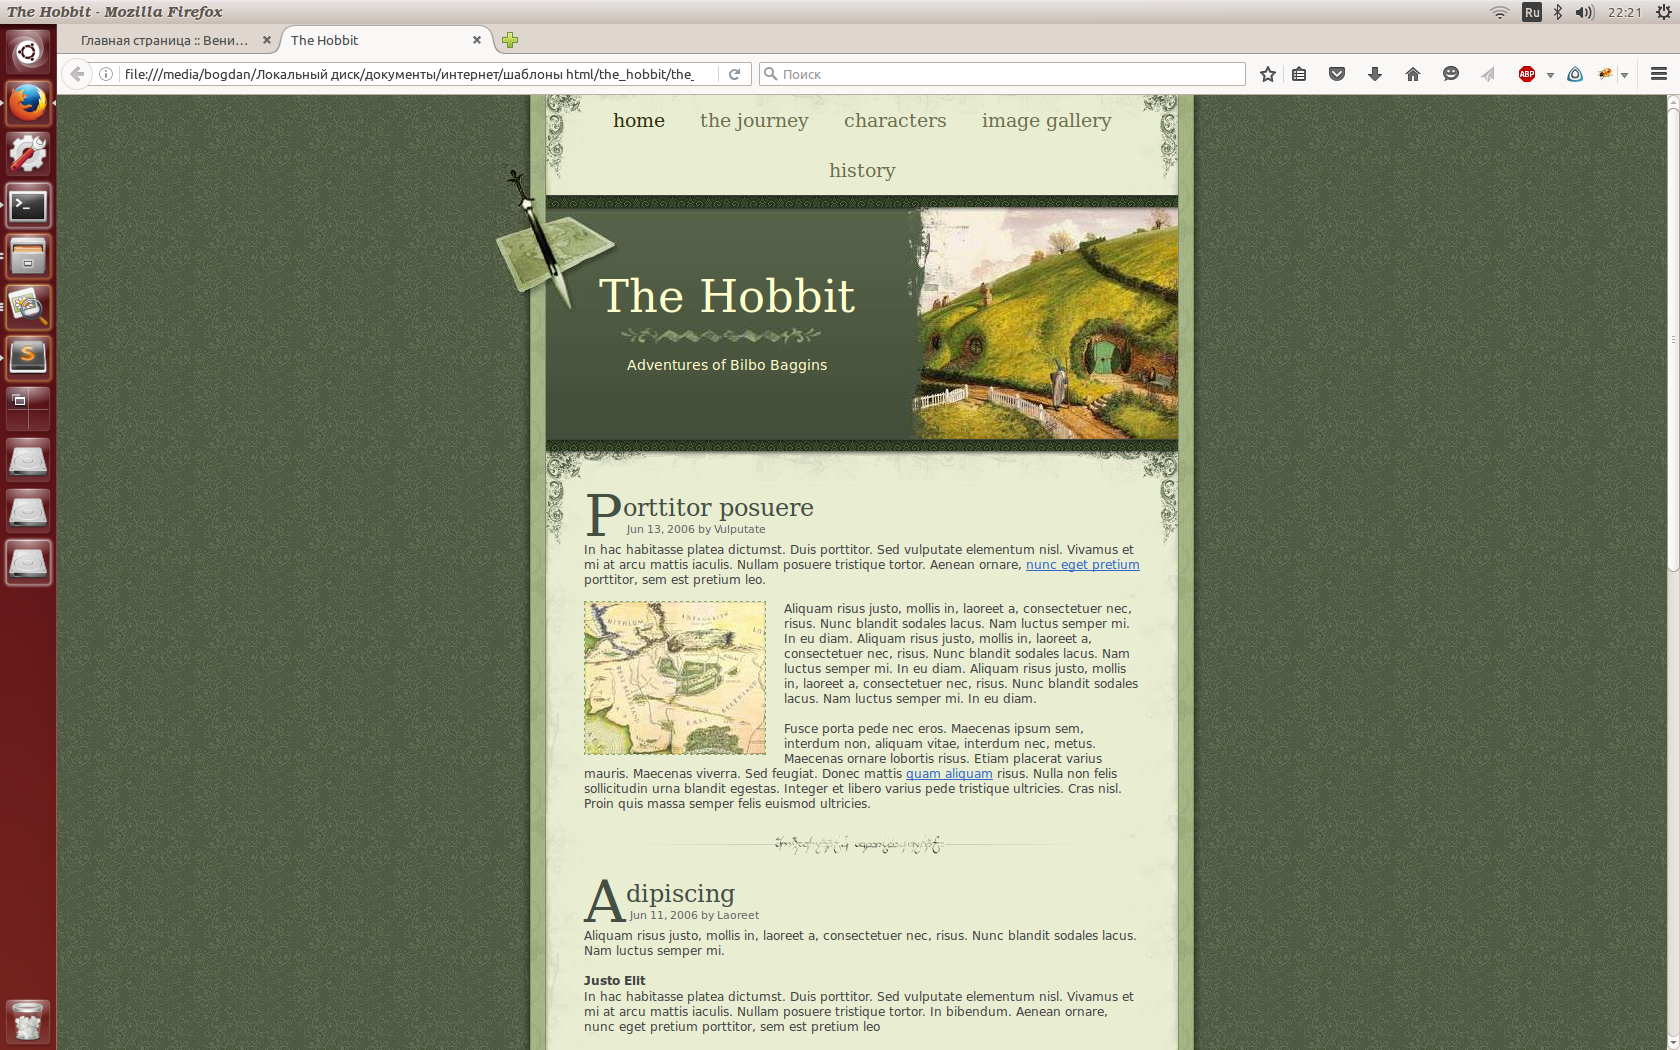 The Hobbit - Mozilla Firefox
Ru
22:21
Главная страница :: Вени...
The Hobbit
file:///media/bogdan/Локальный диск/документы/интернет/шаблоны html/the_hobbit/the_
Поиск
ABP
home the journey characters image gallery
history
The Hobbit
Adventures of Bilbo Baggins
Porttitor posuere
Jun 13, 2006 by Vulputate
In hac habitasse platea dictumst. Duis porttitor. Sed vulputate elementum nisl. Vivamus et
mi at arcu mattis iaculis. Nullam posuere tristique tortor. Aenean ornare, nunc eget pretium
porttitor, sem est pretium leo.
HITHLUM
EAST
Aliquam risus justo, mollis in, laoreet a, consectetuer nec,
risus. Nunc blandit sodales lacus. Nam luctus semper mi.
In eu diam. Aliquam risus justo, mollis in, laoreet a,
consectetuer nec, risus. Nunc blandit sodales lacus. Nam
luctus semper mi. In eu diam. Aliquam risus justo, mollis
in, laoreet a, consectetuer nec, risus. Nunc blandit sodales
lacus. Nam luctus semper mi. In eu diam.
Fusce porta pede nec eros. Maecenas ipsum sem,
interdum non, aliquam vitae, interdum nec, metus.
Maecenas ornare lobortis risus. Etiam placerat varius
mauris. Maecenas viverra. Sed feugiat. Donec mattis quam aliquam risus. Nulla non felis
sollicitudin urna blandit egestas. Integer et libero varius pede tristique ultricies. Cras nisl.
Proin quis massa semper felis euismod ultricies.
Adipiscing
Jun 11, 2006 by Laoreet
Aliquam risus justo, mollis in, laoreet a, consectetuer nec, risus. Nunc blandit sodales lacus.
Nam luctus semper mi.
Justo Elit
In hac habitasse platea dictumst. Duis porttitor. Sed vulputate elementum nisl. Vivamus et
mi at arcu mattis iaculis. Nullam posuere tristique tortor. In bibendum. Aenean ornare,
nunc eget pretium porttitor, sem est pretium leo